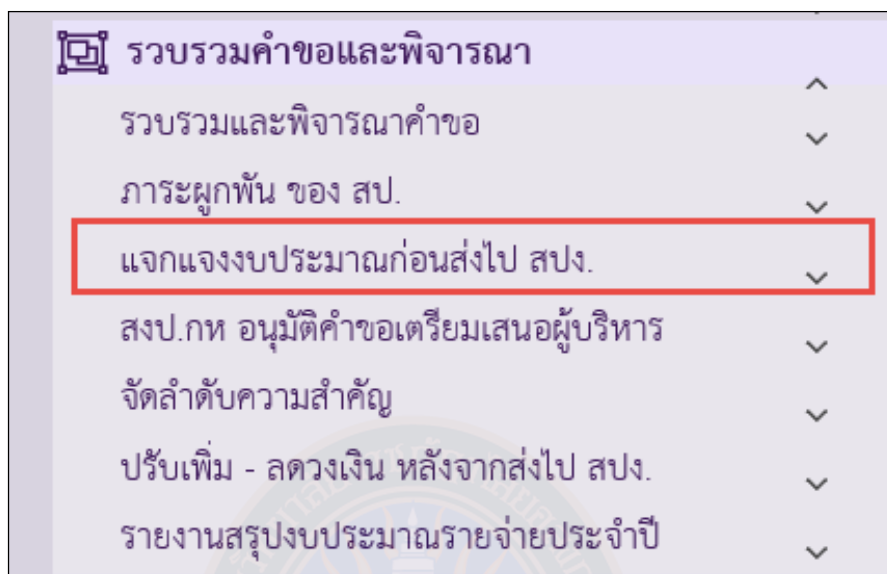 รวบรวมคำขอและพิจารณา
รวบรวมและพิจารณาคำขอ
ภาระผูกพัน ของ สป.
แจกแจงงบประมาณก่อนส่งไป สปง.
สงป.กห อนุมัติคำขอเตรียมเสนอผู้บริหาร
จัดลำดับความสำคัญ
ปรับเพิ่ม - ลดวงเงิน หลังจากส่งไป สปง.
รายงานสรุปงบประมาณรายจ่ายประจำปี